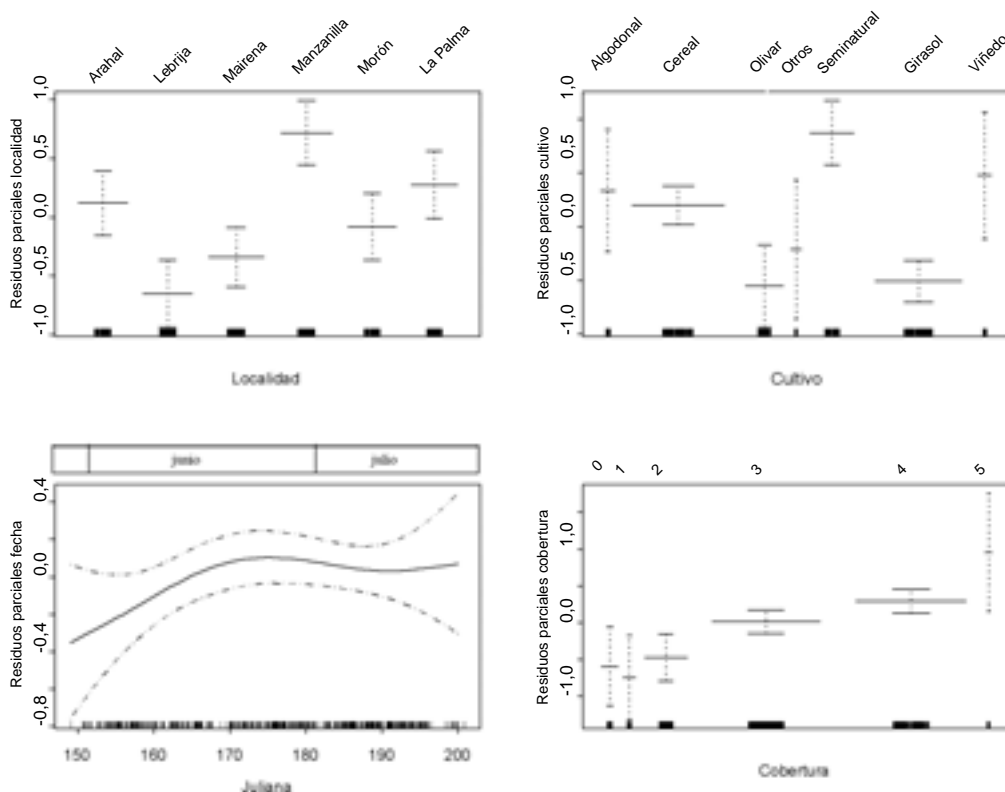 Arahal
Lebrija
Mairena
Manzanilla
Morón
La Palma
Residuos parciales localidad
1,0
0,5
0,0
-0,5
-1,0
Localidad
Algodonal
Cereal
Olivar
Otros
Seminatural
Girasol
Viñedo
Residuos parciales cultivo
1,0
0,5
0,0
0,5
-1,0
Cultivo
junio
julio
Residuos parciales fecha
0,4
0,0
-0,4
-0,8
150
160
170
180
190
200
Juliana
0
1
2
3
4
5
Residuos parciales cobertura
1,0
0,0
-1,0
Cobertura